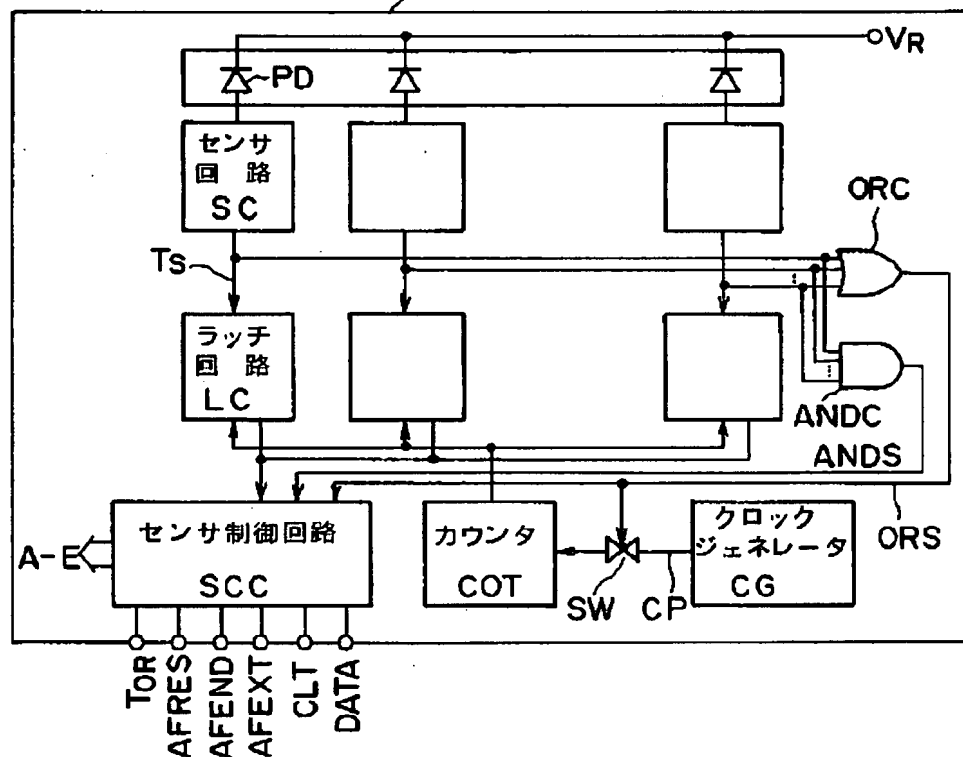 VR
PD
センサ
回路
SC
ORC
Ts
ラッチ
回路
LC
ANDC
ANDS
センサ制御回路
SCC
A-E
カウンタ
COT
クロック
ジェネレータ
CG
ORS
SW
CP
TOR
AFRES
AFEND
AFEXT
CLT
DATA